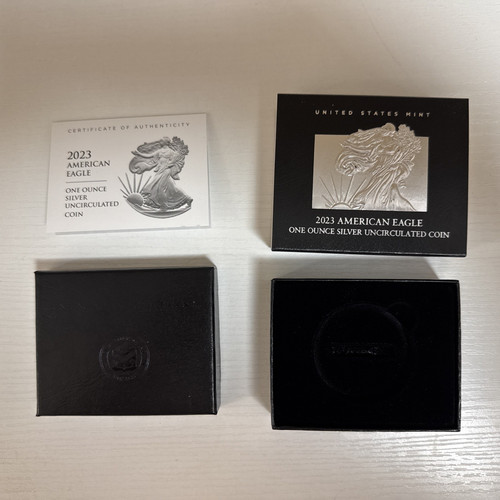 CERTIFICATE OF AUTHENTICITY
2023
AMERICAN
EAGLE
ONE OUNCE
SILVER
UNCIRCULATED
COIN
UNITED STATES MINT
2023 AMERICAN EAGLE
ONE OUNCE SILVER UNCIRCULATED COIN